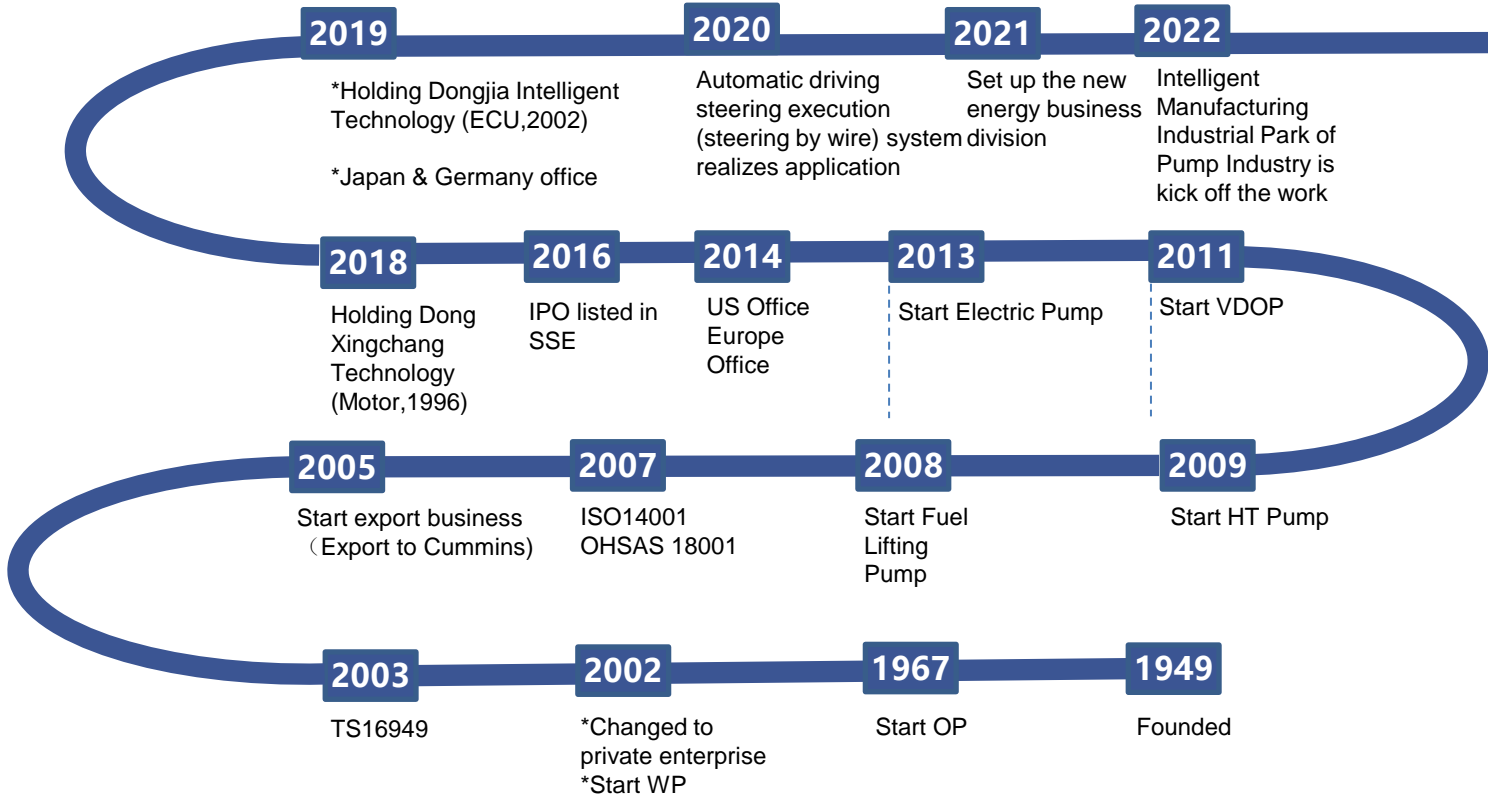 2019
*Holding Dongjia Intelligent
Technology (ECU,2002)
*Japan & Germany office
2020
Automatic driving
steering execution
(steering by wire) system
realizes application
2021
Set up the new
energy business
division
2022
Intelligent
Manufacturing
Industrial Park of
Pump Industry is
kick off the work
2018
Holding Dong
Xingchang
Technology
(Motor,1996)
2016
IPO listed in
SSE
2014
US Office
Europe
Office
2013
Start Electric Pump
2011
Start VDOP
2005
Start export business
（Export to Cummins)
2007
ISO14001
OHSAS 18001
2008
Start Fuel
Lifting
Pump
2009
Start HT Pump
2003
TS16949
2002
*Changed to
private enterprise
*Start WP
1967
Start OP
1949
Founded